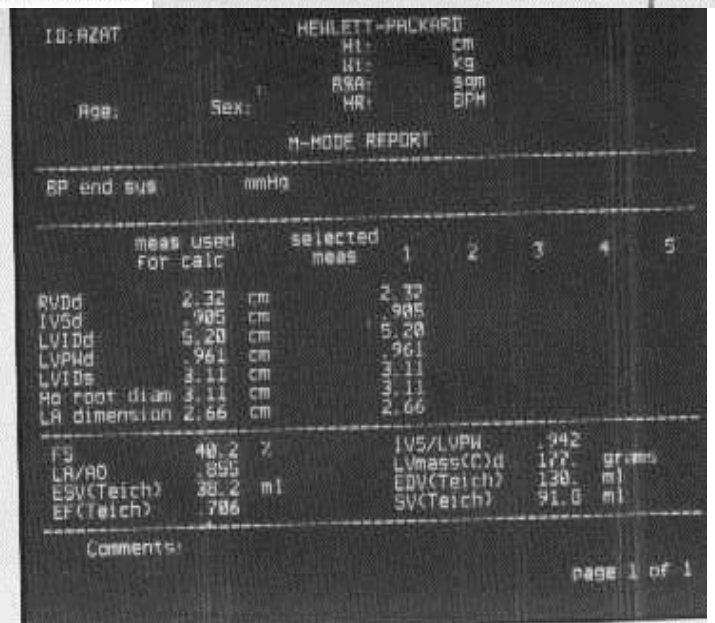 ID:AZAT HEWLETT-PACKARD
Ht: cm
Wt: kg
BSA: sqm
Age: Sex: HR: BPM
M-MODE REPORT
BP end sys mmHg
meas used for calc selected meas 1 2 3 4 5
RVDd 2.32 cm 2.32
IVSd .905 cm .905
LVIDd 5.20 cm 5.20
LVPWd .961 cm .961
LVIDs 3.11 cm 3.11
Ao root diam 3.11 cm 3.11
LA dimension 2.66 cm 2.66
FS 40.2 % IVS/LVPW .942
LA/AO .855 LVmass(C)d 177. grams
ESV(Teich) 38.2 ml EDV(Teich) 130. ml
EF(Teich) .706 SV(Teich) ml
Comments:
page 1 of 1